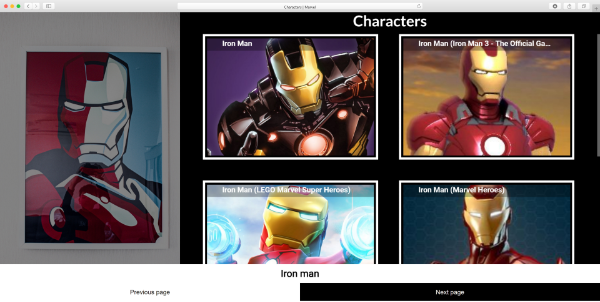 Characters | Marvel
Characters
Iron Man
Iron Man (Iron Man 3 - The Official Ga...
Iron Man (LEGO Marvel Super Heroes)
Iron Man (Marvel Heroes)
Iron man
Previous page
Next page